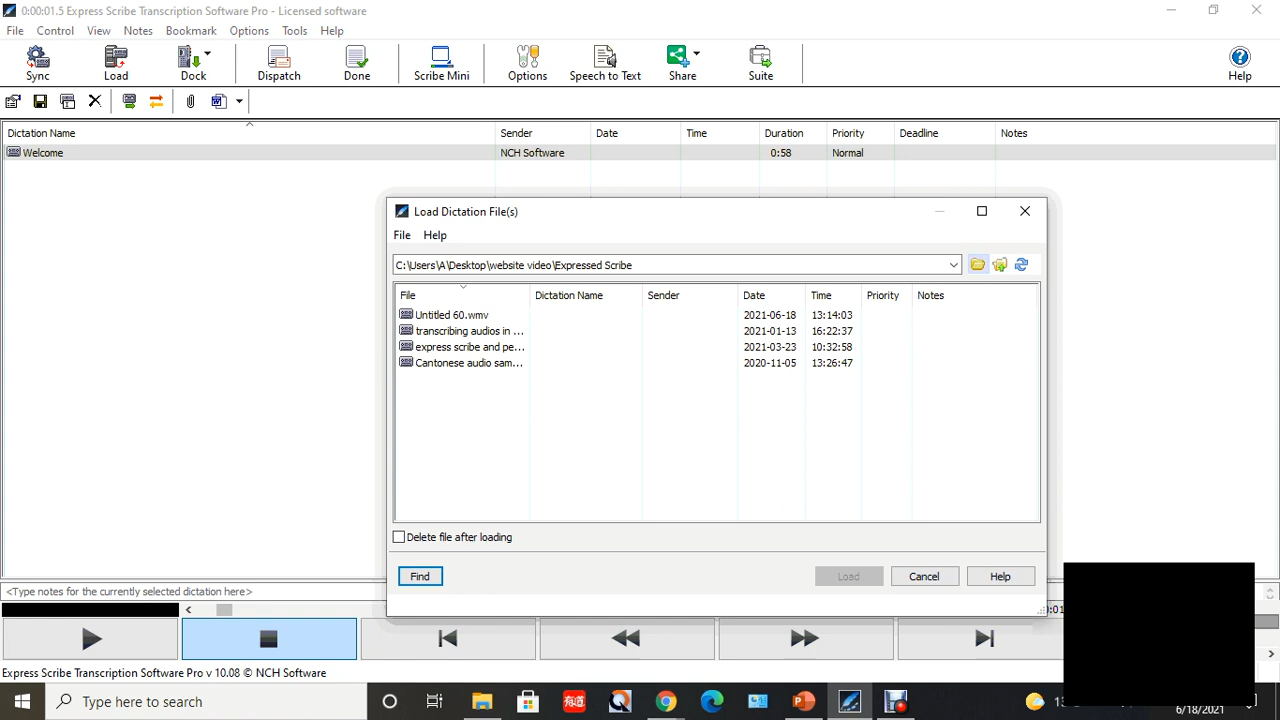 0:00:01.5 Express Scribe Transcription Software Pro - Licensed software
File Control View Notes Bookmark Options Tools Help
Sync Load Dock Dispatch Done Scribe Mini Options Speech to Text Share Suite Help
Dictation Name Sender Date Time Duration Priority Deadline Notes
Welcome NCH Software 0:58 Normal
Load Dictation File(s)
File Help
C:\Users\A\Desktop\website video\Expressed Scribe
File Dictation Name Sender Date Time Priority Notes
Untitled 60.wmv 2021-06-18 13:14:03
transcribing audios in ... 2021-01-13 16:22:37
express scribe and pe... 2021-03-23 10:32:58
Cantonese audio sam... 2020-11-05 13:26:47
Delete file after loading
Find Load Cancel Help
<Type notes for the currently selected dictation here>
Express Scribe Transcription Software Pro v 10.08 © NCH Software
Type here to search 有道
6/18/2021